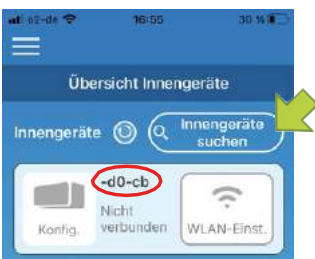 o2-de 16:55 30 %
Übersicht Innengeräte
Innengeräte
Innengeräte
suchen
-d0-cb
Nicht
verbunden
Konfig.
WLAN-Einst.